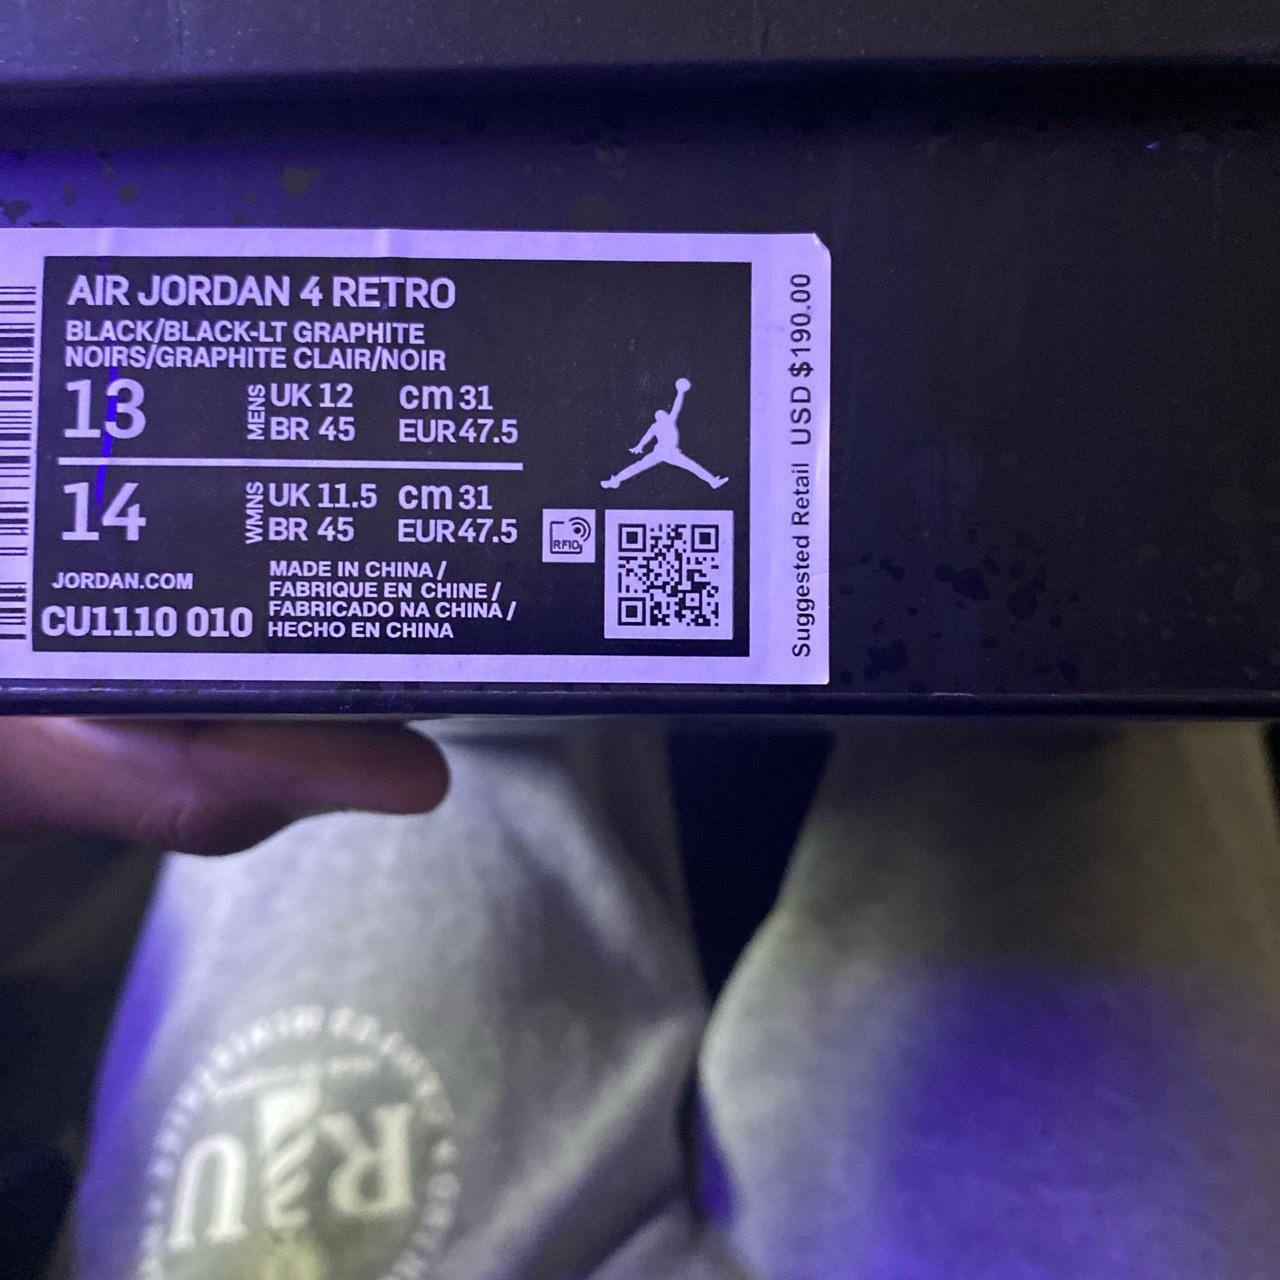 AIR JORDAN 4 RETRO
BLACK/BLACK-LT GRAPHITE
NOIRS/GRAPHITE CLAIR/NOIR
13 MENS UK 12 cm 31
BR 45 EUR 47.5
14 WMNS UK 11.5 cm 31
BR 45 EUR 47.5
RFID
JORDAN.COM
CU1110 010
MADE IN CHINA /
FABRIQUE EN CHINE /
FABRICADO NA CHINA /
HECHO EN CHINA
Suggested Retail USD $190.00
R U